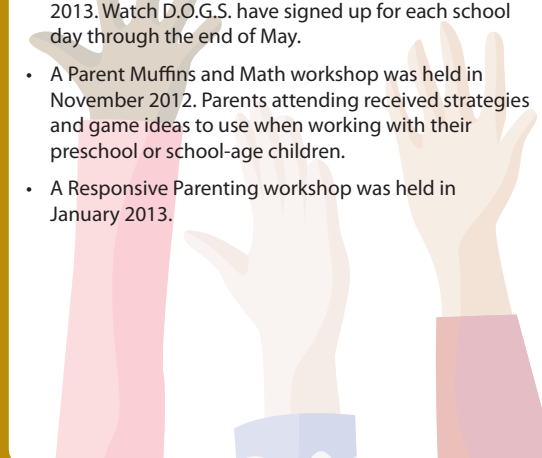 2013. Watch D.O.G.S. have signed up for each school
day through the end of May.
• A Parent Muffins and Math workshop was held in
November 2012. Parents attending received strategies
and game ideas to use when working with their
preschool or school-age children.
• A Responsive Parenting workshop was held in
January 2013.